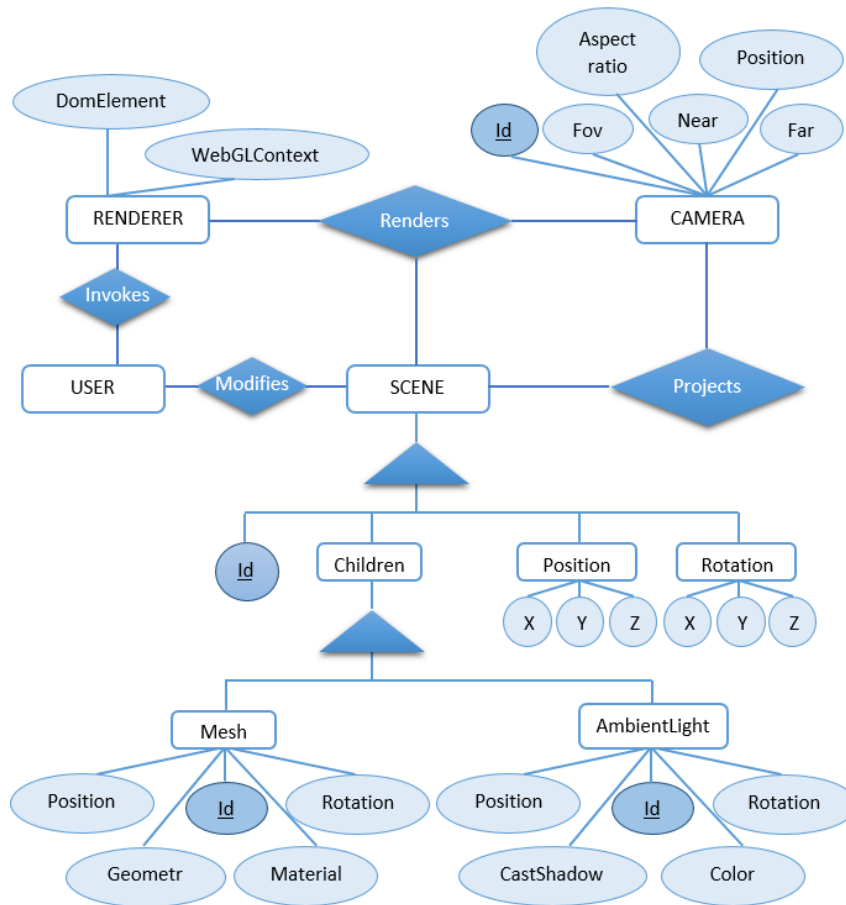 Aspect
ratio
Position
DomElement
Id
Fov
Near
Far
WebGLContext
RENDERER
Renders
CAMERA
Invokes
USER
Modifies
SCENE
Projects
Id
Children
Position
Rotation
X
Y
Z
X
Y
Z
Mesh
AmbientLight
Position
Id
Rotation
Position
Id
Rotation
Geometr
Material
CastShadow
Color